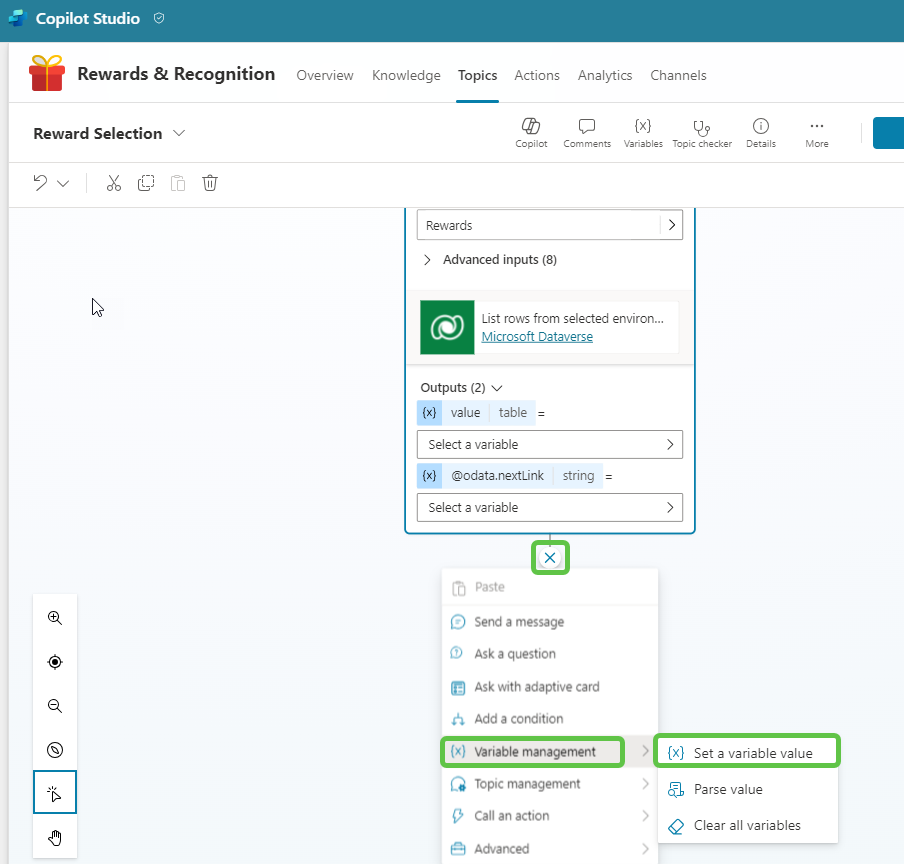 Copilot Studio
Rewards & Recognition
Overview
Knowledge
Topics
Actions
Analytics
Channels
Reward Selection
Copilot
Comments
{x}
Variables
Topic checker
Details
More
Rewards
Advanced inputs (8)
List rows from selected environ...
Microsoft Dataverse
Outputs (2)
{x} value table =
Select a variable
{x} @odata.nextLink string =
Select a variable
Paste
Send a message
Ask a question
Ask with adaptive card
Add a condition
{x} Variable management
{x} Set a variable value
Topic management
Parse value
Call an action
Clear all variables
Advanced